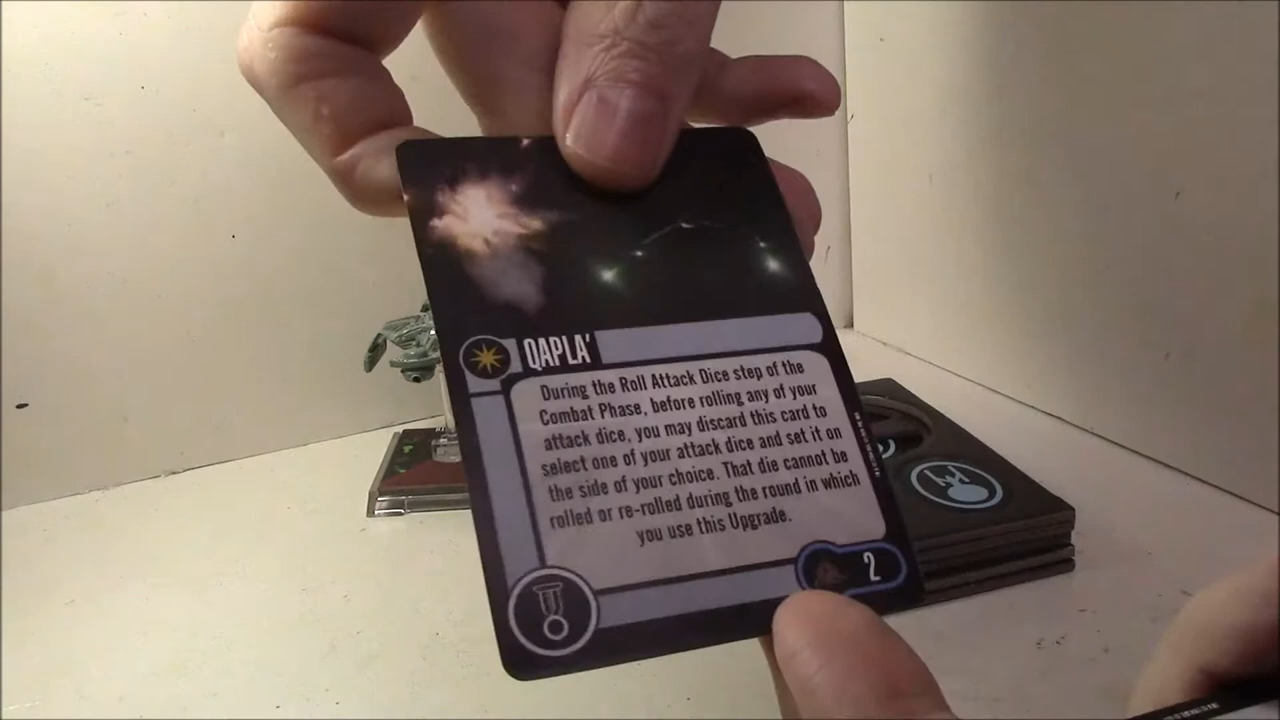 QAPLA'
During the Roll Attack Dice step of the
Combat Phase, before rolling any of your
attack dice, you may discard this card to
select one of your attack dice and set it on
the side of your choice. That die cannot be
rolled or re-rolled during the round in which
you use this Upgrade.
2